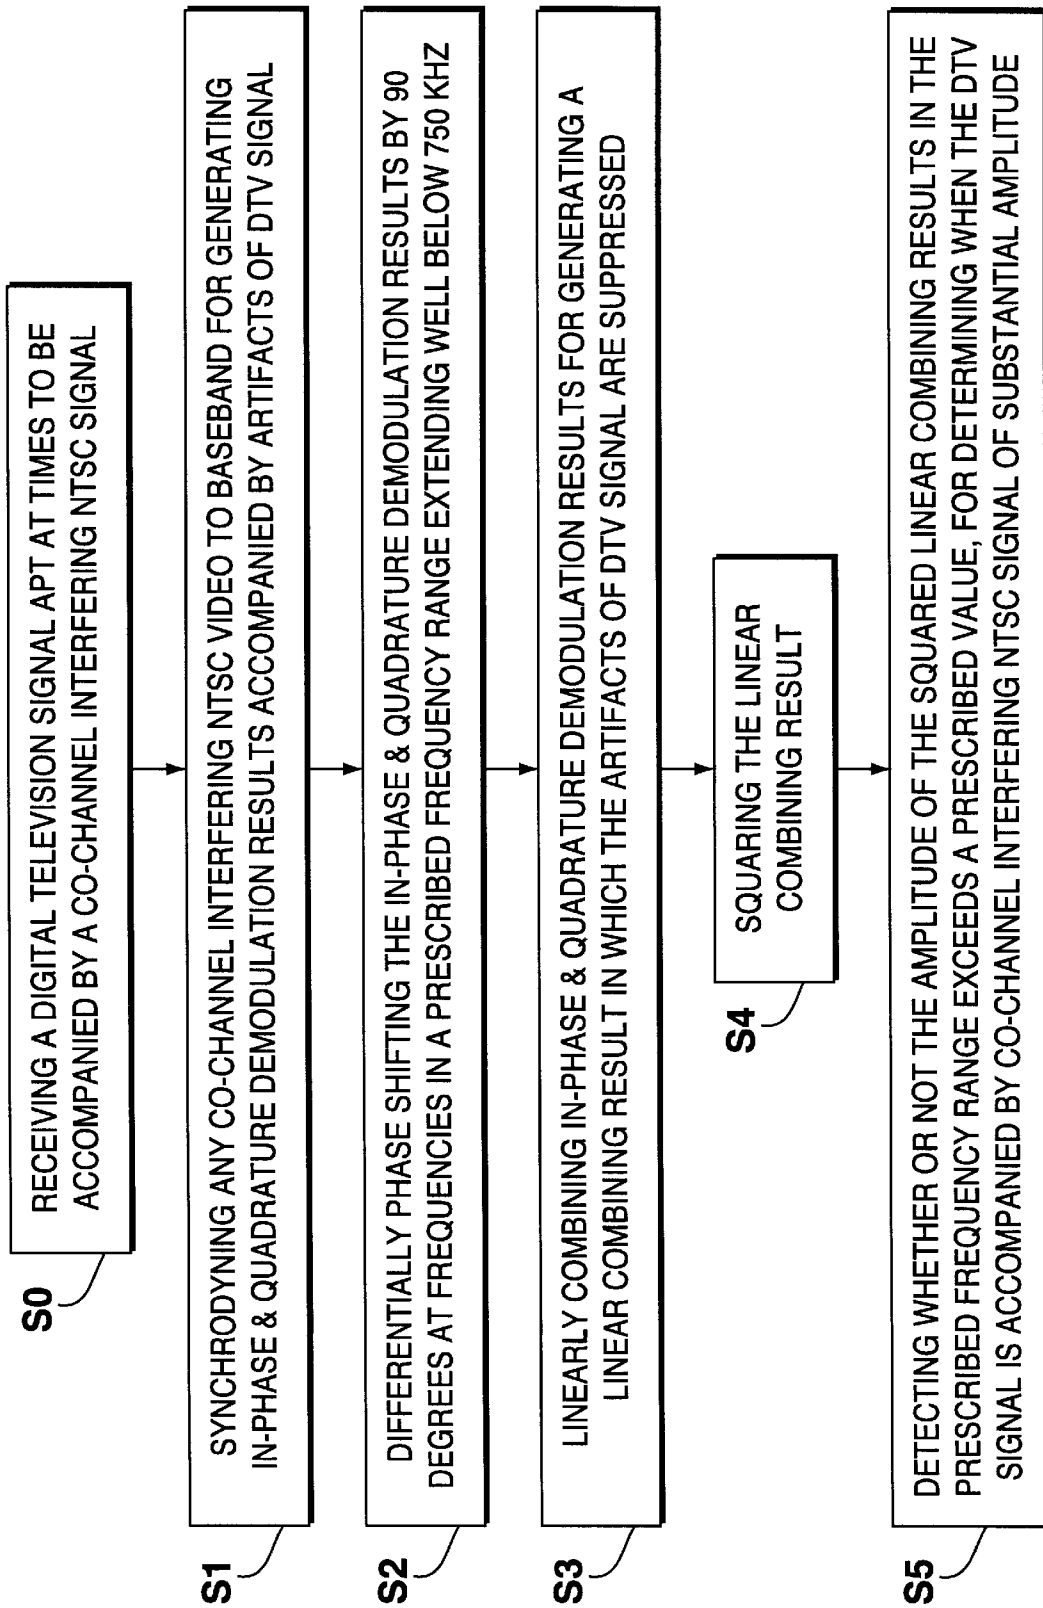 S0
RECEIVING A DIGITAL TELEVISION SIGNAL APT AT TIMES TO BE
ACCOMPANIED BY A CO-CHANNEL INTERFERING NTSC SIGNAL
S1
SYNCHRODYNING ANY CO-CHANNEL INTERFERING NTSC VIDEO TO BASEBAND FOR GENERATING
IN-PHASE & QUADRATURE DEMODULATION RESULTS ACCOMPANIED BY ARTIFACTS OF DTV SIGNAL
S2
DIFFERENTIALLY PHASE SHIFTING THE IN-PHASE & QUADRATURE DEMODULATION RESULTS BY 90
DEGREES AT FREQUENCIES IN A PRESCRIBED FREQUENCY RANGE EXTENDING WELL BELOW 750 KHZ
S3
LINEARLY COMBINING IN-PHASE & QUADRATURE DEMODULATION RESULTS FOR GENERATING A
LINEAR COMBINING RESULT IN WHICH THE ARTIFACTS OF DTV SIGNAL ARE SUPPRESSED
S4
SQUARING THE LINEAR
COMBINING RESULT
S5
DETECTING WHETHER OR NOT THE AMPLITUDE OF THE SQUARED LINEAR COMBINING RESULTS IN THE
PRESCRIBED FREQUENCY RANGE EXCEEDS A PRESCRIBED VALUE, FOR DETERMINING WHEN THE DTV
SIGNAL IS ACCOMPANIED BY CO-CHANNEL INTERFERING NTSC SIGNAL OF SUBSTANTIAL AMPLITUDE